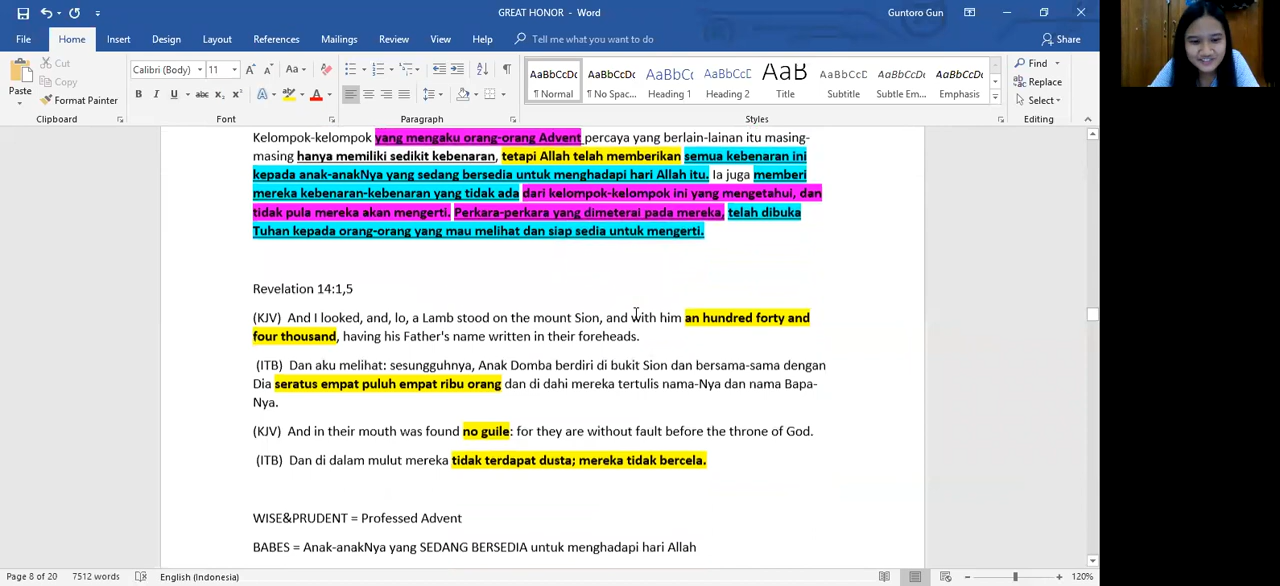 GREAT HONOR - Word
Guntoro Gun
File Home Insert Design Layout References Mailings Review View Help Tell me what you want to do Share
Cut
Copy
Paste
Format Painter
Calibri (Body) 11
AaBbCcDc AaBbCcDc AaBbCc AaBbCcD AaB AaBbCcD AaBbCcDc AaBbCcDc
¶ Normal ¶ No Spac... Heading 1 Heading 2 Title Subtitle Subtle Em... Emphasis
Find
Replace
Select
Clipboard Font Paragraph Styles Editing
Kelompok-kelompok yang mengaku orang-orang Advent percaya yang berlain-lainan itu masing-
masing hanya memiliki sedikit kebenaran, tetapi Allah telah memberikan semua kebenaran ini
kepada anak-anakNya yang sedang bersedia untuk menghadapi hari Allah itu. Ia juga memberi
mereka kebenaran-kebenaran yang tidak ada dari kelompok-kelompok ini yang mengetahui, dan
tidak pula mereka akan mengerti. Perkara-perkara yang dimeterai pada mereka, telah dibuka
Tuhan kepada orang-orang yang mau melihat dan siap sedia untuk mengerti.
Revelation 14:1,5
(KJV) And I looked, and, lo, a Lamb stood on the mount Sion, and with him an hundred forty and
four thousand, having his Father's name written in their foreheads.
(ITB) Dan aku melihat: sesungguhnya, Anak Domba berdiri di bukit Sion dan bersama-sama dengan
Dia seratus empat puluh empat ribu orang dan di dahi mereka tertulis nama-Nya dan nama Bapa-
Nya.
(KJV) And in their mouth was found no guile: for they are without fault before the throne of God.
(ITB) Dan di dalam mulut mereka tidak terdapat dusta; mereka tidak bercela.
WISE&PRUDENT = Professed Advent
BABES = Anak-anakNya yang SEDANG BERSEDIA untuk menghadapi hari Allah
Page 8 of 20 7512 words English (Indonesia) 120%